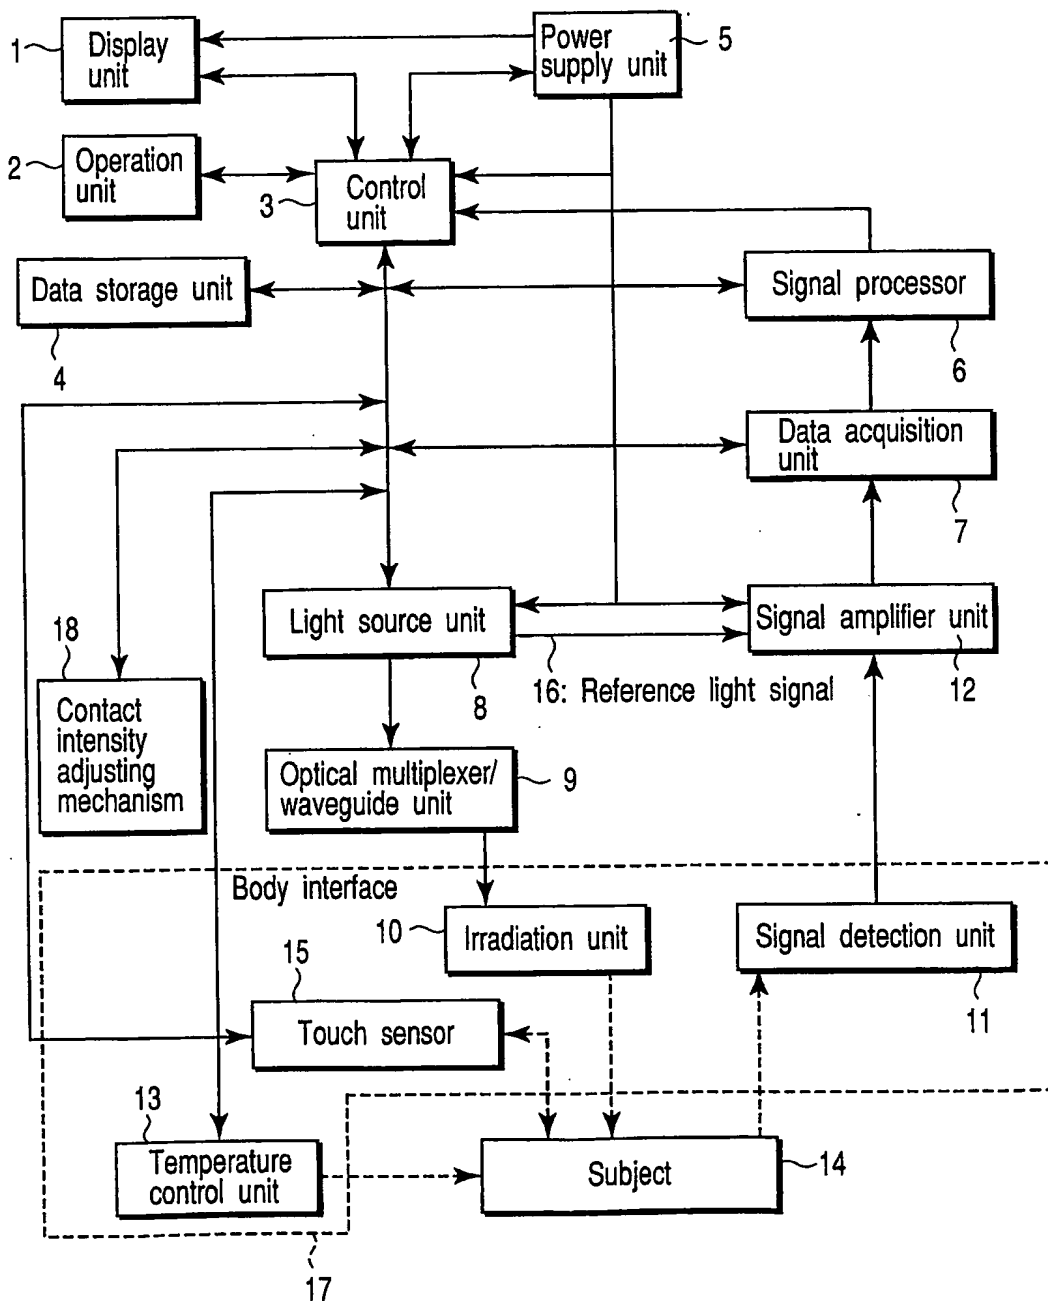 1
Display
unit
Power
supply unit
5
2
Operation
unit
3
Control
unit
Data storage unit
4
Signal processor
6
Data acquisition
unit
7
Light source unit
8
Signal amplifier unit
12
16: Reference light signal
18
Contact
intensity
adjusting
mechanism
Optical multiplexer/
waveguide unit
9
Body interface
10
Irradiation unit
Signal detection unit
11
15
Touch sensor
13
Temperature
control unit
Subject
14
17